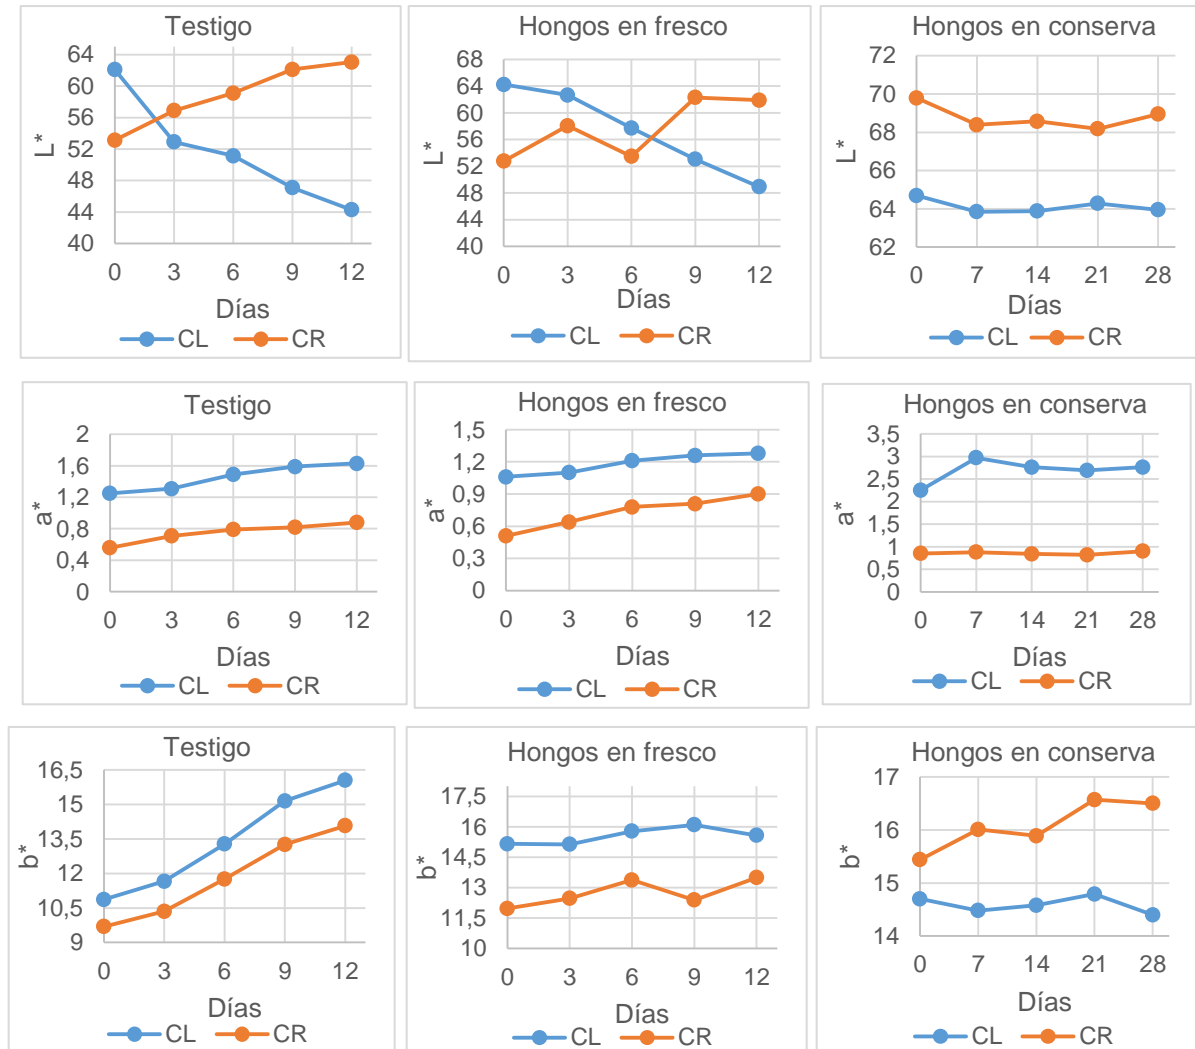 Testigo
64
60
56
52
48
44
40
L*
0 3 6 9 12
Días
CL CR
Hongos en fresco
68
64
60
56
52
48
44
40
L*
0 3 6 9 12
Días
CL CR
Hongos en conserva
72
70
68
66
64
62
L*
0 7 14 21 28
Días
CL CR
Testigo
2
1,6
1,2
0,8
0,4
0
a*
0 3 6 9 12
Días
CL CR
Hongos en fresco
1,5
1,2
0,9
0,6
0,3
0
a*
0 3 6 9 12
Días
CL CR
Hongos en conserva
3,5
3
2,5
2
1,5
1
0,5
0
a*
0 7 14 21 28
Días
CL CR
Testigo
16,5
15
13,5
12
10,5
9
b*
0 3 6 9 12
Días
CL CR
Hongos en fresco
17,5
16
14,5
13
11,5
10
b*
0 3 6 9 12
Días
CL CR
Hongos en conserva
17
16
15
14
b*
0 7 14 21 28
Días
CL CR